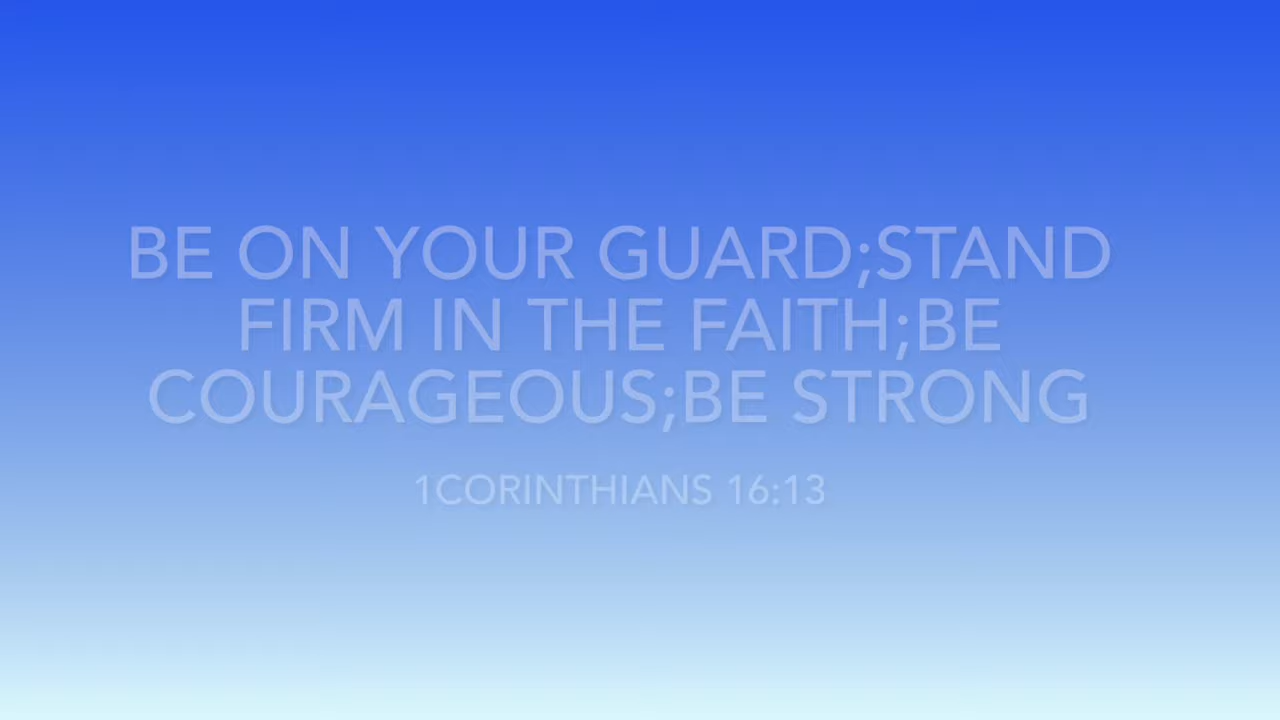 BE ON YOUR GUARD;STAND
FIRM IN THE FAITH;BE
COURAGEOUS;BE STRONG
1CORINTHIANS 16:13